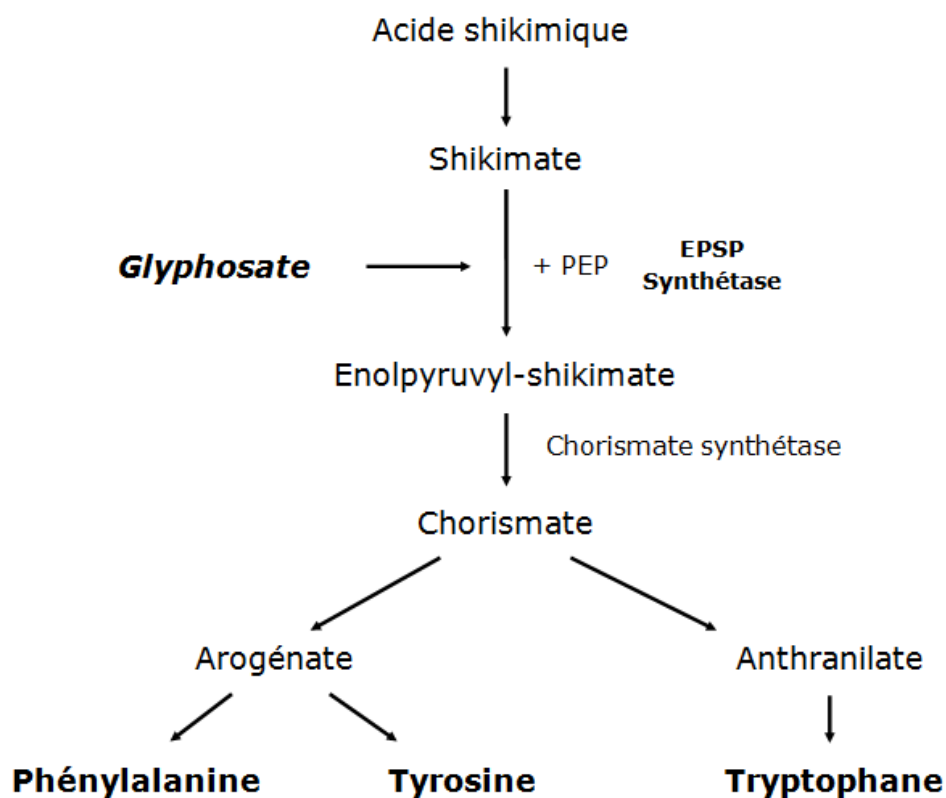 Acide shikimique
Shikimate
Glyphosate
+ PEP
EPSP
Synthétase
Enolpyruvyl-shikimate
Chorismate synthétase
Chorismate
Arogénate
Anthranilate
Phénylalanine
Tyrosine
Tryptophane